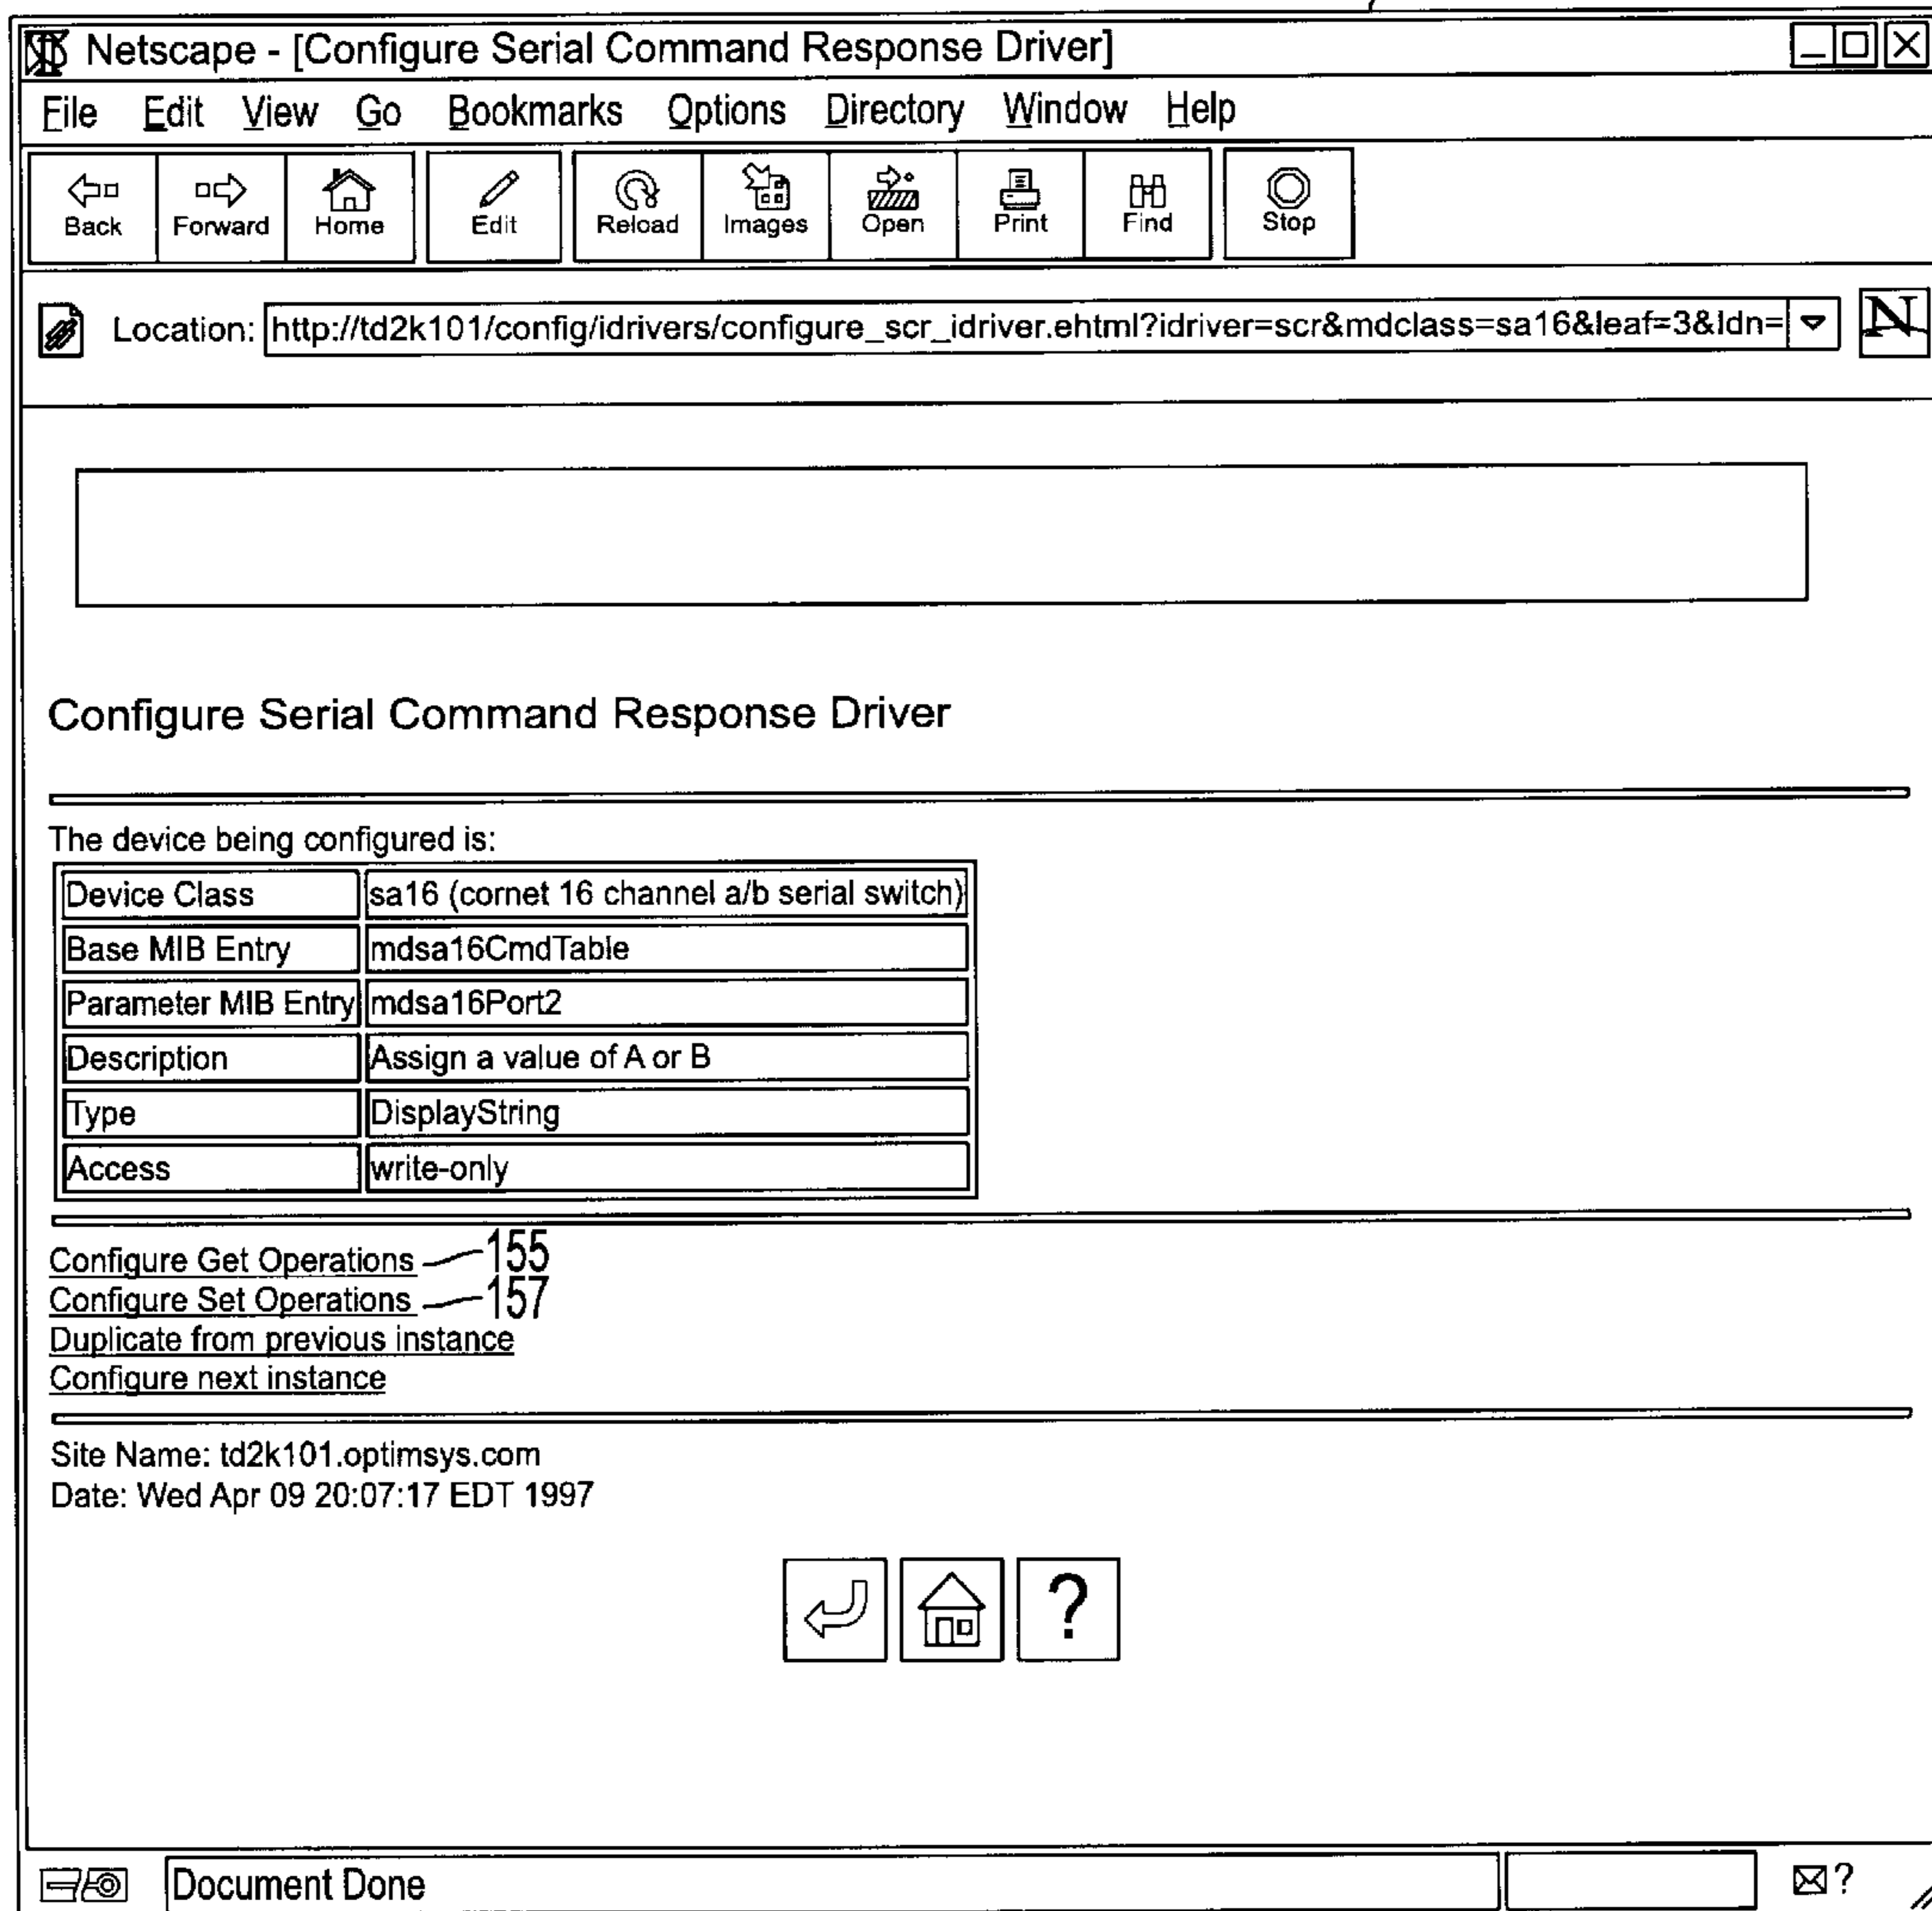 Netscape - [Configure Serial Command Response Driver]
File Edit View Go Bookmarks Options Directory Window Help
Back Forward Home Edit Reload Images Open Print Find Stop
Location: http://td2k101/config/idrivers/configure_scr_idriver.ehtml?idriver=scr&mdclass=sa16&leaf=3&ldn= N
Configure Serial Command Response Driver
The device being configured is:
Device Class sa16 (cornet 16 channel a/b serial switch)
Base MIB Entry mdsa16CmdTable
Parameter MIB Entry mdsa16Port2
Description Assign a value of A or B
Type DisplayString
Access write-only
Configure Get Operations 155
Configure Set Operations 157
Duplicate from previous instance
Configure next instance
Site Name: td2k101.optimsys.com
Date: Wed Apr 09 20:07:17 EDT 1997
?
Document Done ?